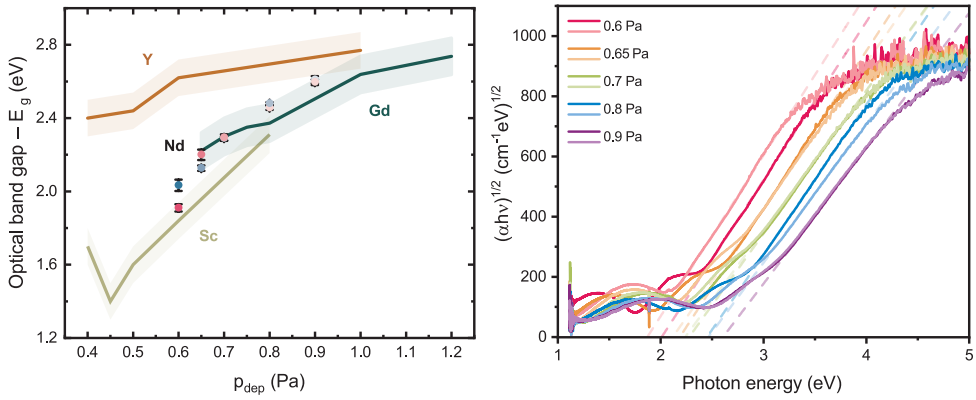 Optical band gap – E g (eV)
2.8
2.4
2.0
1.6
1.2
Y
Nd
Gd
Sc
0.4 0.5 0.6 0.7 0.8 0.9 1.0 1.1 1.2
p dep (Pa)
(αhν)1/2 (cm-1eV)1/2
1000
800
600
400
200
0
0.6 Pa
0.65 Pa
0.7 Pa
0.8 Pa
0.9 Pa
1 2 3 4 5
Photon energy (eV)